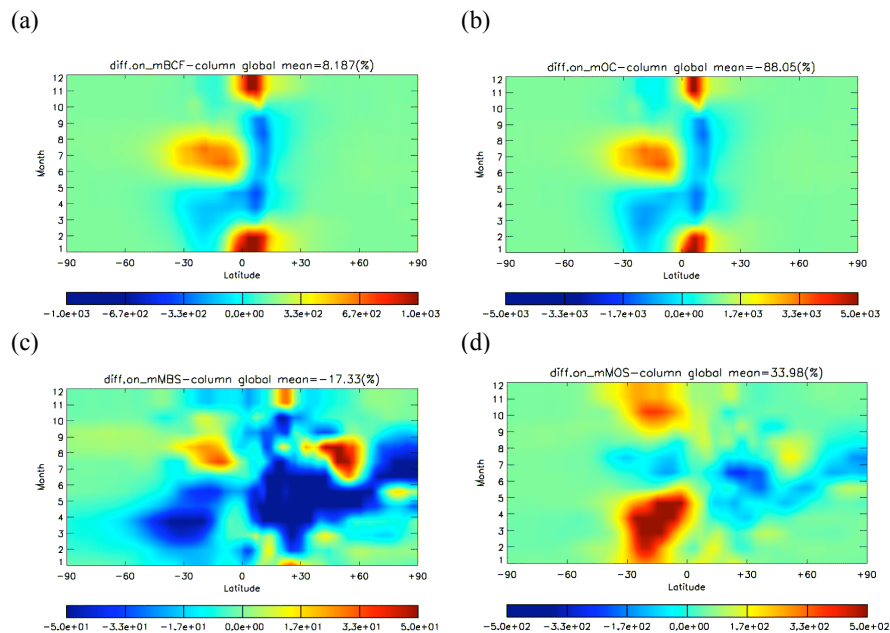 (a)
diff.on_mBCF-column global mean=8.187(%)
12
11
10
9
8
7
6
5
4
3
2
1
Month
-90 -60 -30 0 +30 +60 +90
Latitude
-1.0e+03 -6.7e+02 -3.3e+02 0.0e+00 3.3e+02 6.7e+02 1.0e+03
(b)
diff.on_mOC-column global mean=-88.05(%)
12
11
10
9
8
7
6
5
4
3
2
1
Month
-90 -60 -30 0 +30 +60 +90
Latitude
-5.0e+03 -3.3e+03 -1.7e+03 0.0e+00 1.7e+03 3.3e+03 5.0e+03
(c)
diff.on_mMBS-column global mean=-17.33(%)
12
11
10
9
8
7
6
5
4
3
2
1
Month
-90 -60 -30 0 +30 +60 +90
Latitude
-5.0e+01 -3.3e+01 -1.7e+01 0.0e+00 1.7e+01 3.3e+01 5.0e+01
(d)
diff.on_mMOS-column global mean=33.98(%)
12
11
10
9
8
7
6
5
4
3
2
1
Month
-90 -60 -30 0 +30 +60 +90
Latitude
-5.0e+02 -3.3e+02 -1.7e+02 0.0e+00 1.7e+02 3.3e+02 5.0e+02